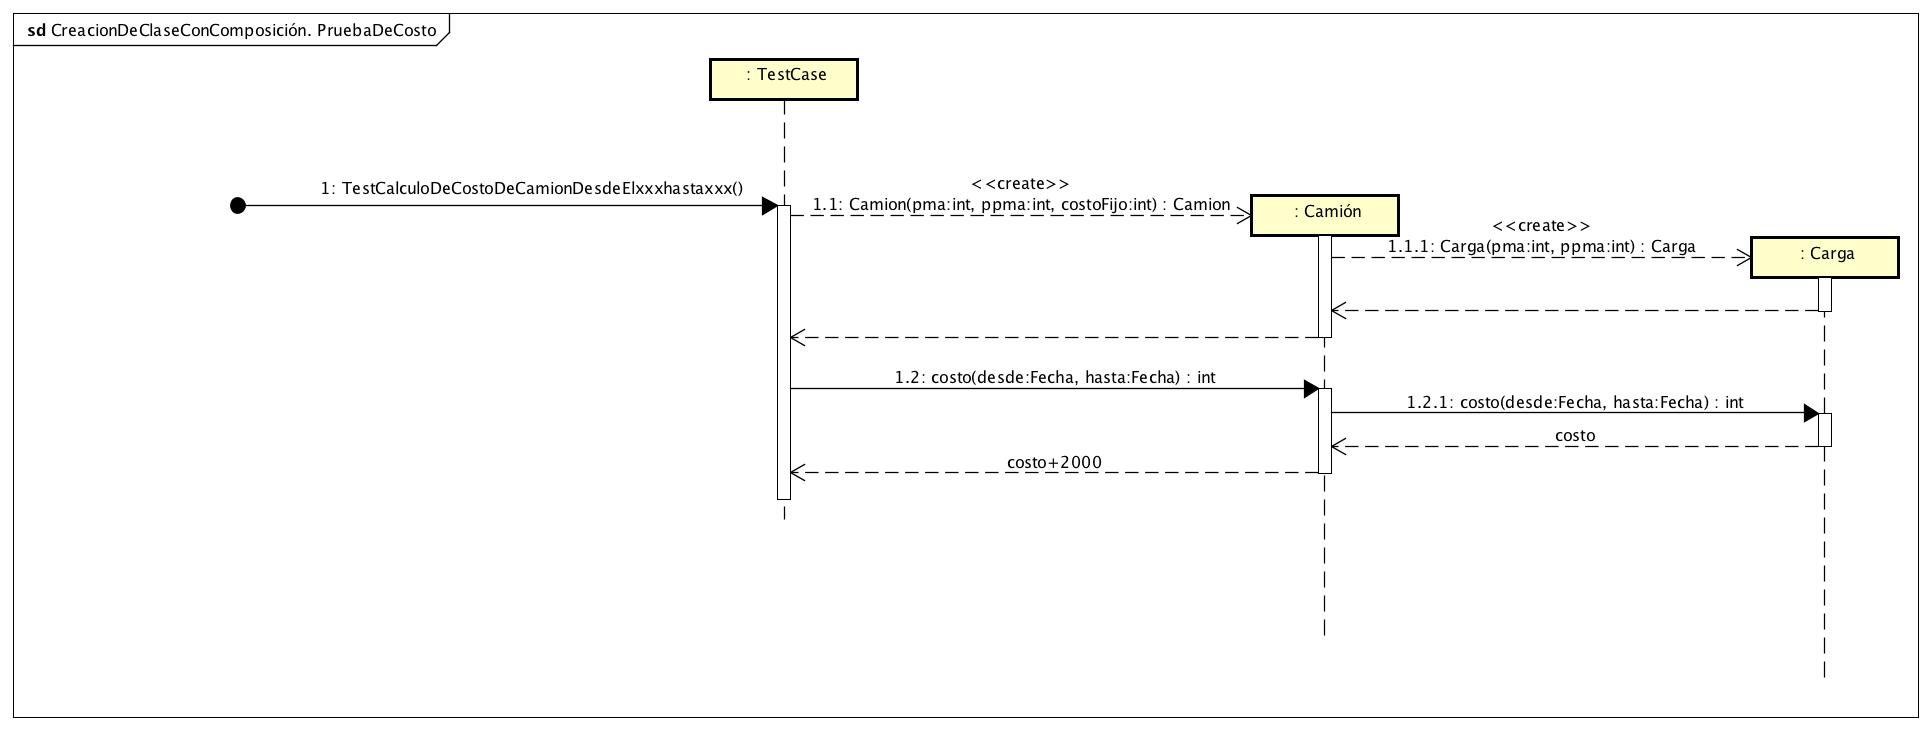 sd CreacionDeClaseConComposición. PruebaDeCosto
: TestCase
1: TestCalculoDeCostoDeCamionDesdeElxxxhastaxxx()
<<create>>
1.1: Camion(pma:int, ppma:int, costoFijo:int) : Camion
: Camión
<<create>>
1.1.1: Carga(pma:int, ppma:int) : Carga
: Carga
1.2: costo(desde:Fecha, hasta:Fecha) : int
1.2.1: costo(desde:Fecha, hasta:Fecha) : int
costo
costo+2000